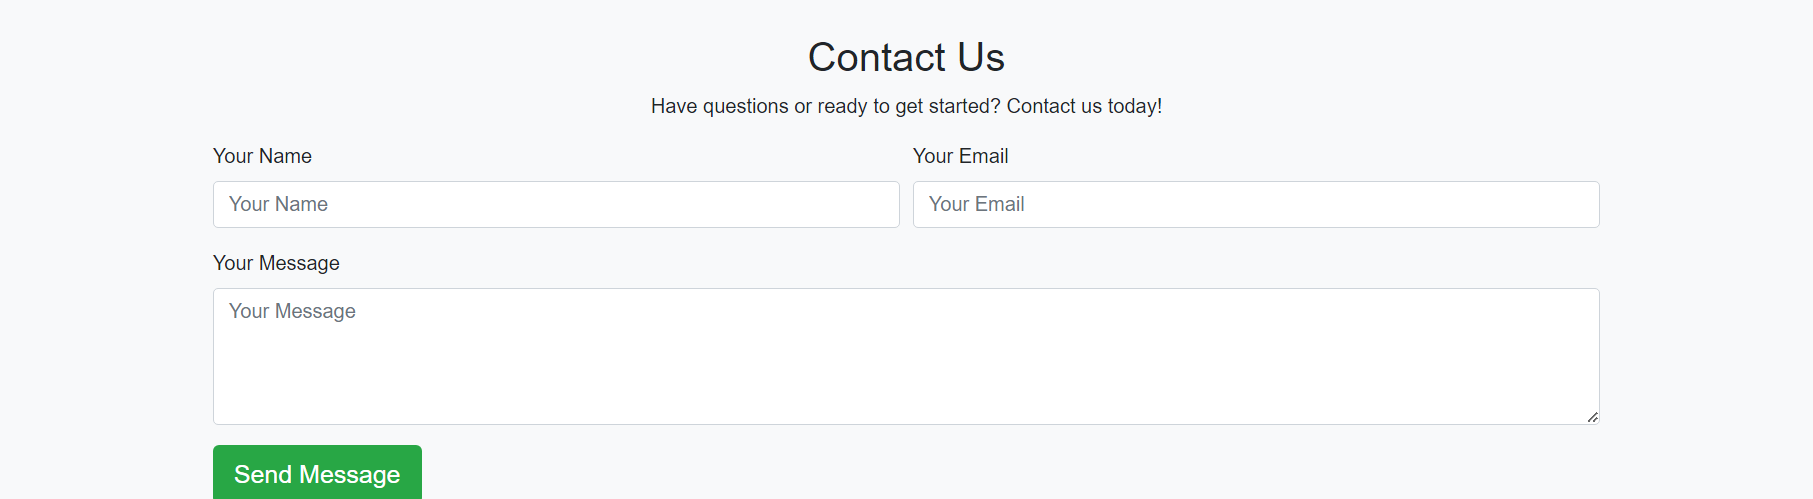 Contact Us
Have questions or ready to get started? Contact us today!
Your Name
Your Email
Your Name
Your Email
Your Message
Your Message
Send Message